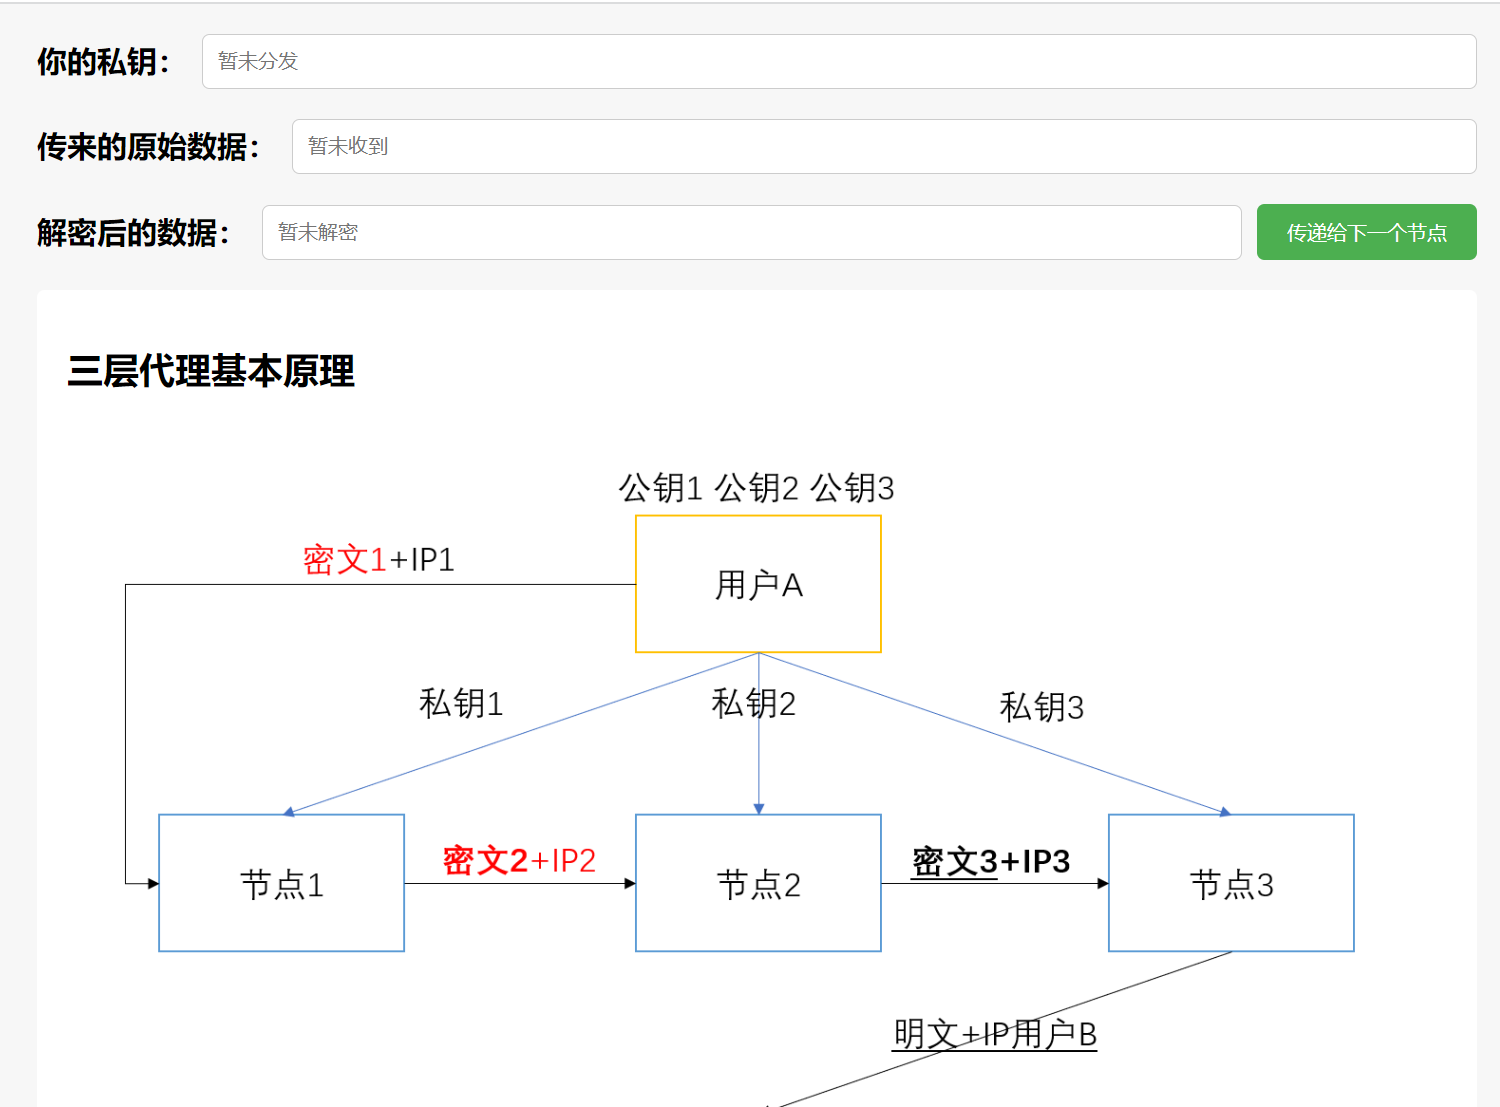 你的私钥： 暂未分发
传来的原始数据： 暂未收到
解密后的数据： 暂未解密 传递给下一个节点
三层代理基本原理
公钥1 公钥2 公钥3
密文1+IP1
用户A
私钥1 私钥2 私钥3
密文2+IP2 密文3+IP3
节点1 节点2 节点3
明文+IP用户B